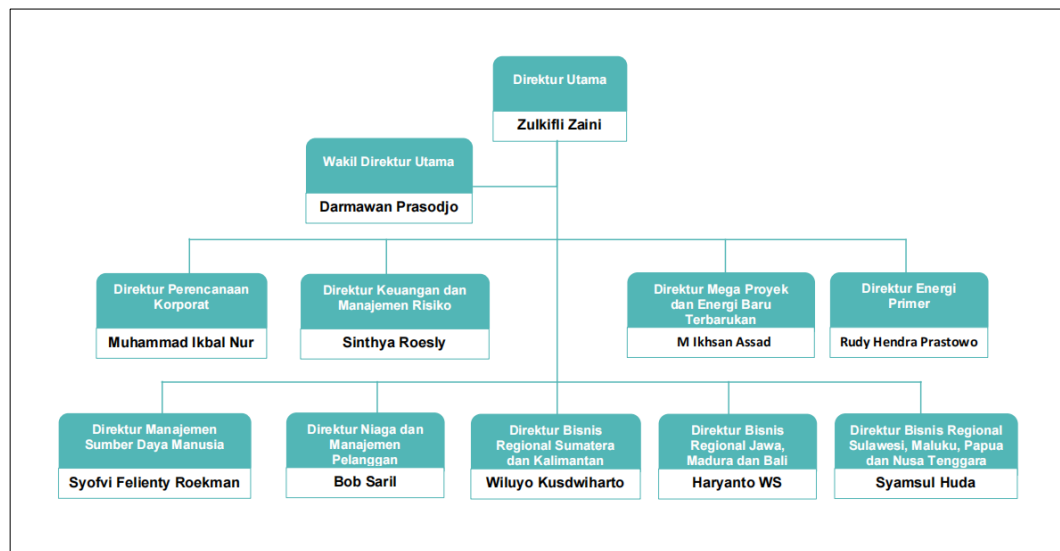 Direktur Utama
Zulkifli Zaini
Wakil Direktur Utama
Darmawan Prasodjo
Direktur Perencanaan
Korporat
Muhammad Ikbal Nur
Direktur Keuangan dan
Manajemen Risiko
Sinthya Roesly
Direktur Mega Proyek
dan Energi Baru
Terbarukan
M Ikhsan Assad
Direktur Energi
Primer
Rudy Hendra Prastowo
Direktur Manajemen
Sumber Daya Manusia
Syofvi Felienty Roekman
Direktur Niaga dan
Manajemen
Pelanggan
Bob Saril
Direktur Bisnis
Regional Sumatera
dan Kalimantan
Wiluyo Kusdwiharto
Direktur Bisnis
Regional Jawa,
Madura dan Bali
Haryanto WS
Direktur Bisnis Regional
Sulawesi, Maluku, Papua
dan Nusa Tenggara
Syamsul Huda